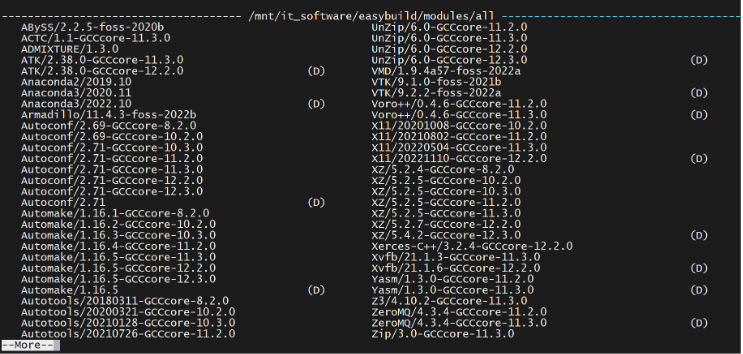 ---------------------------- /mnt/it_software/easybuild/modules/all ----------------------------
ABySS/2.2.5-foss-2020b UnZip/6.0-GCCcore-11.2.0
ACTC/1.1-GCCcore-11.3.0 UnZip/6.0-GCCcore-11.3.0
ADMIXTURE/1.3.0 UnZip/6.0-GCCcore-12.2.0
ATK/2.38.0-GCCcore-11.3.0 UnZip/6.0-GCCcore-12.3.0 (D)
ATK/2.38.0-GCCcore-12.2.0 (D) VMD/1.9.4a57-foss-2022a
Anaconda2/2019.10 VTK/9.1.0-foss-2021b
Anaconda3/2020.11 VTK/9.2.2-foss-2022a (D)
Anaconda3/2022.10 (D) Voro++/0.4.6-GCCcore-11.2.0
Armadillo/11.4.3-foss-2022b Voro++/0.4.6-GCCcore-11.3.0 (D)
Autoconf/2.69-GCCcore-8.2.0 X11/20201008-GCCcore-10.2.0
Autoconf/2.69-GCCcore-10.2.0 X11/20210802-GCCcore-11.2.0
Autoconf/2.71-GCCcore-10.3.0 X11/20220504-GCCcore-11.3.0
Autoconf/2.71-GCCcore-11.2.0 X11/20221110-GCCcore-12.2.0 (D)
Autoconf/2.71-GCCcore-11.3.0 XZ/5.2.4-GCCcore-8.2.0
Autoconf/2.71-GCCcore-12.2.0 XZ/5.2.5-GCCcore-10.2.0
Autoconf/2.71-GCCcore-12.3.0 XZ/5.2.5-GCCcore-10.3.0
Autoconf/2.71 (D) XZ/5.2.5-GCCcore-11.2.0
Automake/1.16.1-GCCcore-8.2.0 XZ/5.2.5-GCCcore-11.3.0
Automake/1.16.2-GCCcore-10.2.0 XZ/5.2.7-GCCcore-12.2.0
Automake/1.16.3-GCCcore-10.3.0 XZ/5.4.2-GCCcore-12.3.0 (D)
Automake/1.16.4-GCCcore-11.2.0 Xerces-C++/3.2.4-GCCcore-12.2.0
Automake/1.16.5-GCCcore-11.3.0 Xvfb/21.1.3-GCCcore-11.3.0
Automake/1.16.5-GCCcore-12.2.0 Xvfb/21.1.6-GCCcore-12.2.0 (D)
Automake/1.16.5-GCCcore-12.3.0 Yasm/1.3.0-GCCcore-11.2.0
Automake/1.16.5 (D) Yasm/1.3.0-GCCcore-11.3.0 (D)
Autotools/20180311-GCCcore-8.2.0 Z3/4.10.2-GCCcore-11.3.0
Autotools/20200321-GCCcore-10.2.0 ZeroMQ/4.3.4-GCCcore-11.2.0
Autotools/20210128-GCCcore-10.3.0 ZeroMQ/4.3.4-GCCcore-11.3.0 (D)
Autotools/20210726-GCCcore-11.2.0 Zip/3.0-GCCcore-11.3.0
--More--